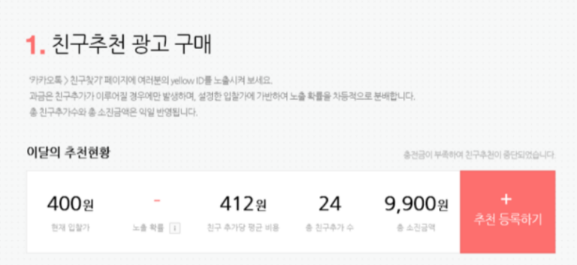 1. 친구추천 광고 구매
'카카오톡 > 친구찾기' 페이지에 여러분의 yellow ID를 노출시켜 보세요.
과금은 친구추가가 이루어질 경우에만 발생하며, 설정한 입찰가에 기반하여 노출 확률을 차등적으로 분배합니다.
총 친구추가수와 총 소진금액은 익일 반영됩니다.
이달의 추천현황
충전금이 부족하여 친구추천이 중단되었습니다.
400원 - 412원 24 9,900원
현재 입찰가 노출 확률 i 친구 추가당 평균 비용 총 친구추가 수 총 소진금액
+
추천 등록하기